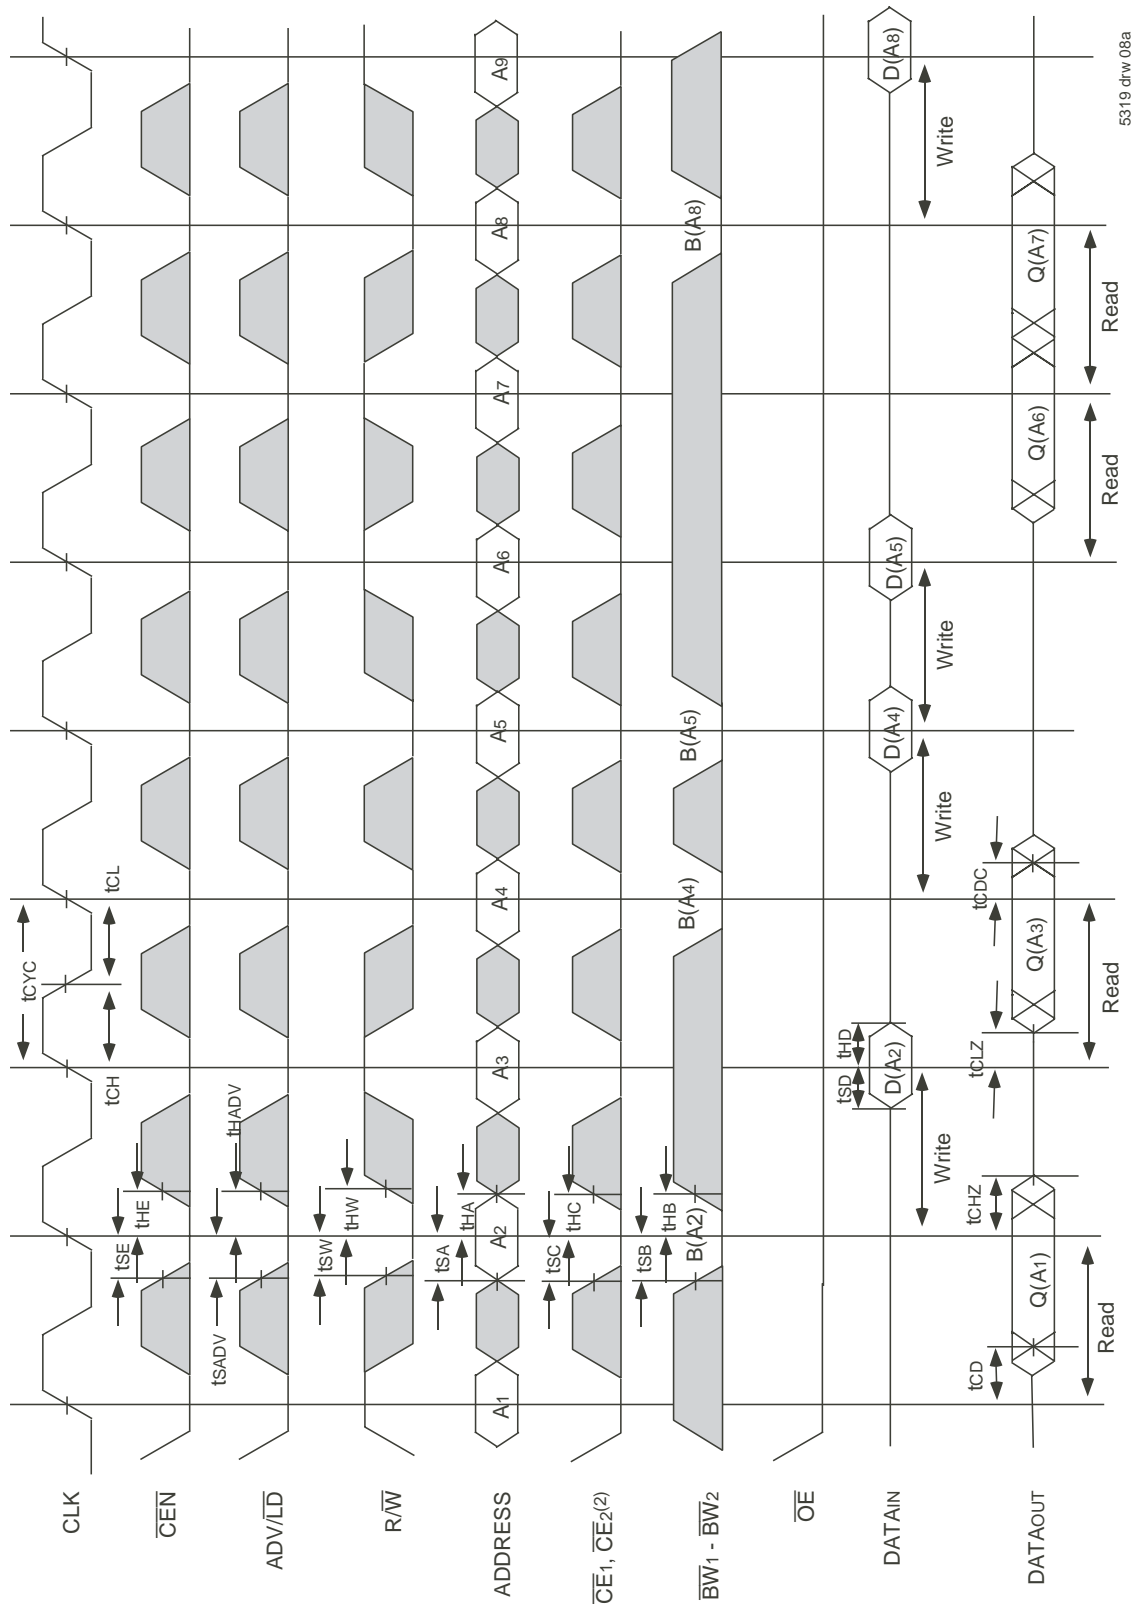 tCYC
CLK
tCH
tCL
CEN
tSE
tHE
tSADV
tHADV
ADV/LD
tSW
tHW
R/W
tSA
tHA
ADDRESS
A1
A2
A3
A4
A5
A6
A7
A8
A9
tSC
tHC
CE1, CE2(2)
tSB
tHB
BW1 - BW2
B(A2)
B(A4)
B(A5)
B(A8)
OE
tSD
tHD
DATAIN
D(A2)
D(A4)
D(A5)
D(A8)
Write
Write
Write
Write
tCD
tCHZ
tCLZ
tCDC
DATAOUT
Q(A1)
Q(A3)
Q(A6)
Q(A7)
Read
Read
Read
Read
5319 drw 08a